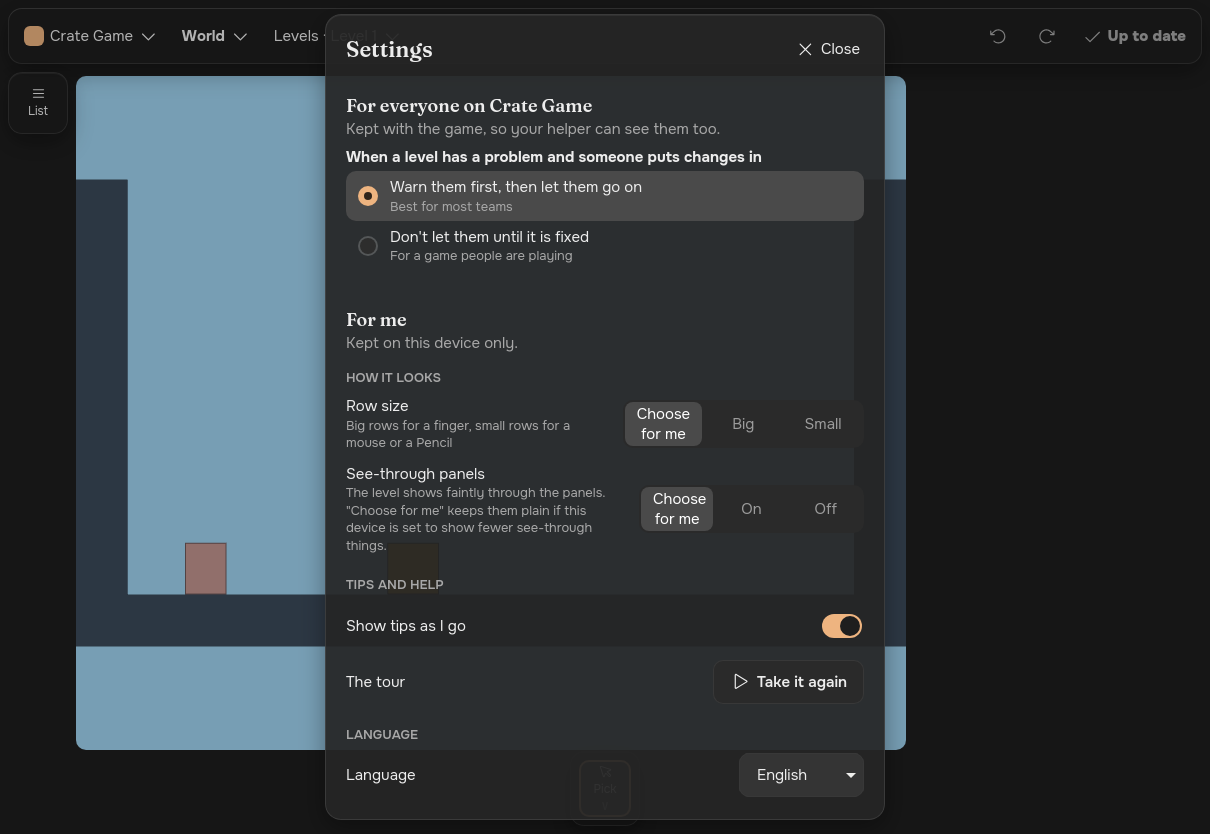 Crate Game
World
Levels · Level 1
Up to date
List
Settings
Close
For everyone on Crate Game
Kept with the game, so your helper can see them too.
When a level has a problem and someone puts changes in
Warn them first, then let them go on
Best for most teams
Don't let them until it is fixed
For a game people are playing
For me
Kept on this device only.
HOW IT LOOKS
Row size
Big rows for a finger, small rows for a
mouse or a Pencil
Choose
for me
Big
Small
See-through panels
The level shows faintly through the panels.
"Choose for me" keeps them plain if this
device is set to show fewer see-through
things.
Choose
for me
On
Off
TIPS AND HELP
Show tips as I go
The tour
Take it again
LANGUAGE
Language
English
Pick